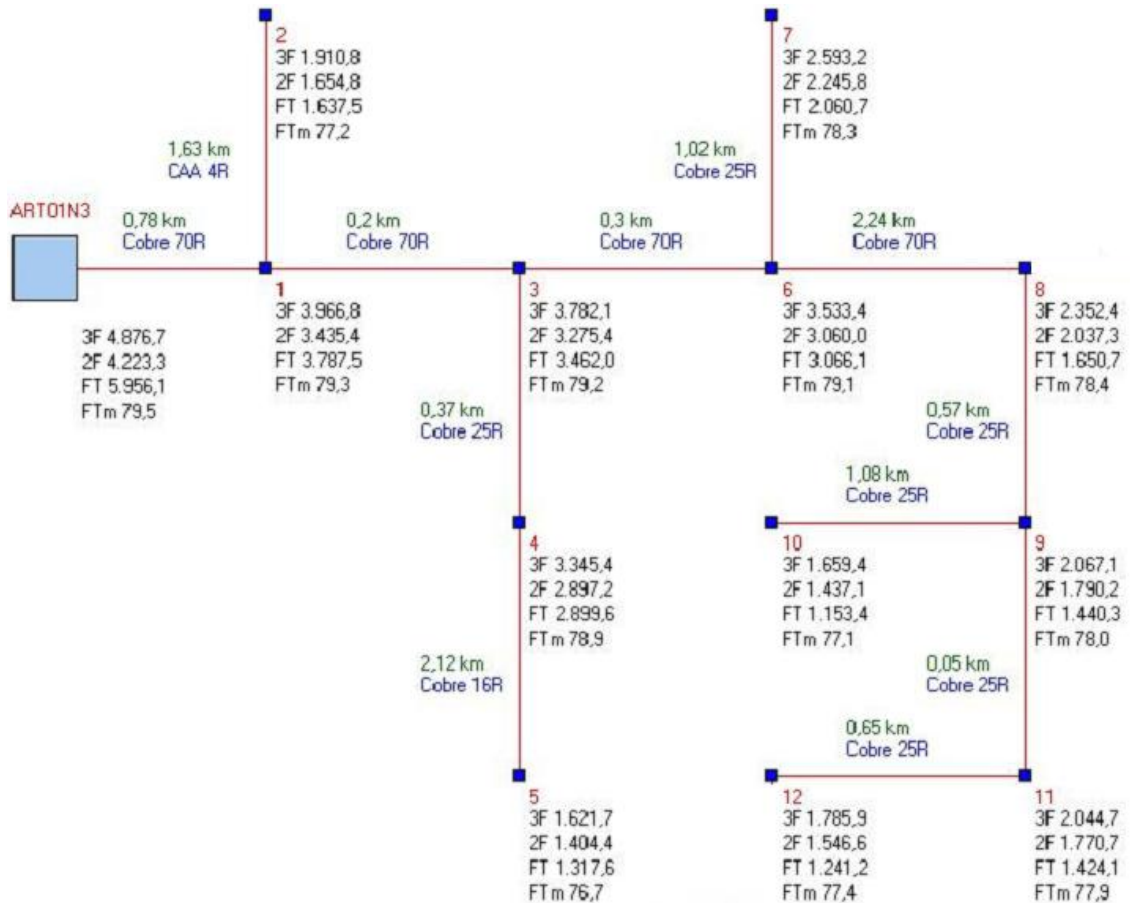 2
3F 1.910,8
2F 1.654,8
FT 1.637,5
FTm 77,2
7
3F 2.593,2
2F 2.245,8
FT 2.060,7
FTm 78,3
1,63 km
CAA 4R
1,02 km
Cobre 25R
ART01N3
0,78 km
Cobre 70R
0,2 km
Cobre 70R
0,3 km
Cobre 70R
2,24 km
Cobre 70R
3F 4.876,7
2F 4.223,3
FT 5.956,1
FTm 79,5
1
3F 3.966,8
2F 3.435,4
FT 3.787,5
FTm 79,3
3
3F 3.782,1
2F 3.275,4
FT 3.462,0
FTm 79,2
6
3F 3.533,4
2F 3.060,0
FT 3.066,1
FTm 79,1
8
3F 2.352,4
2F 2.037,3
FT 1.650,7
FTm 78,4
0,37 km
Cobre 25R
0,57 km
Cobre 25R
1,08 km
Cobre 25R
4
3F 3.345,4
2F 2.897,2
FT 2.899,6
FTm 78,9
10
3F 1.659,4
2F 1.437,1
FT 1.153,4
FTm 77,1
9
3F 2.067,1
2F 1.790,2
FT 1.440,3
FTm 78,0
2,12 km
Cobre 16R
0,05 km
Cobre 25R
0,65 km
Cobre 25R
5
3F 1.621,7
2F 1.404,4
FT 1.317,6
FTm 76,7
12
3F 1.785,9
2F 1.546,6
FT 1.241,2
FTm 77,4
11
3F 2.044,7
2F 1.770,7
FT 1.424,1
FTm 77,9